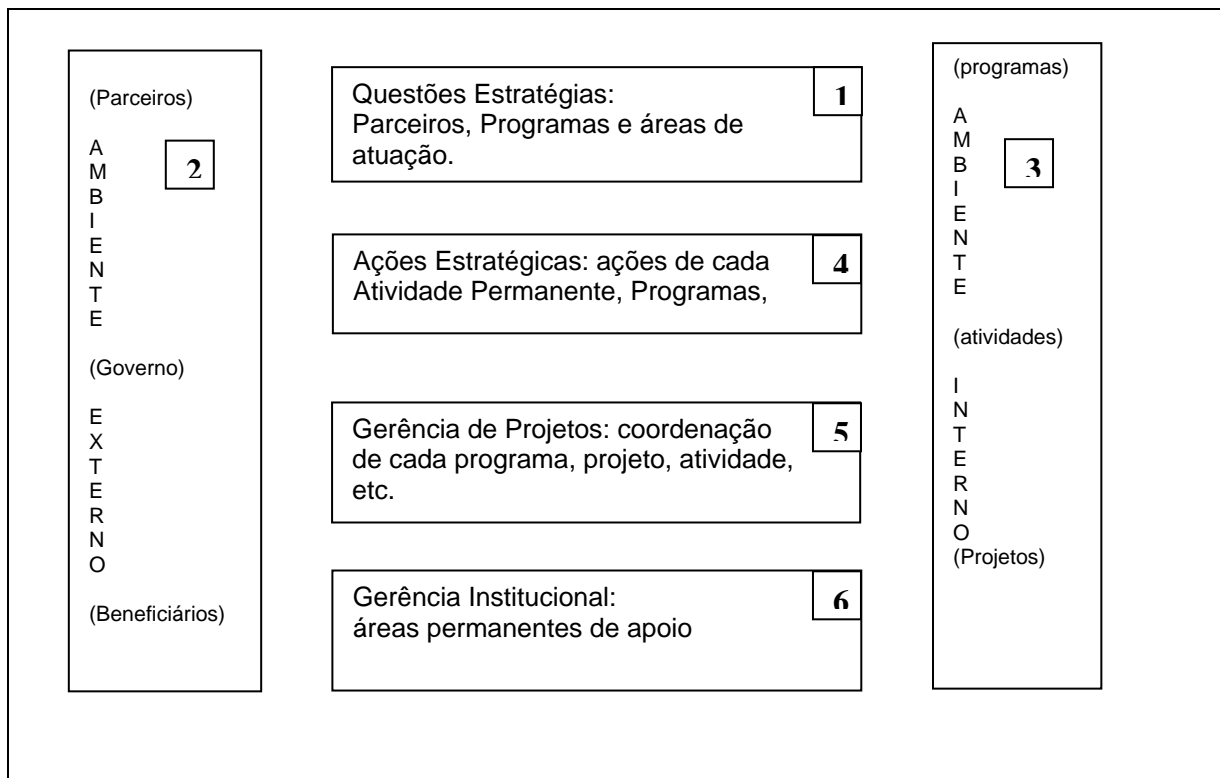 (Parceiros)
A
M
B
I
E
N
T
E
2
(Governo)
E
X
T
E
R
N
O
(Beneficiários)
Questões Estratégias:
Parceiros, Programas e áreas de
atuação.
1
Ações Estratégicas: ações de cada
Atividade Permanente, Programas,
4
Gerência de Projetos: coordenação
de cada programa, projeto, atividade,
etc.
5
Gerência Institucional:
áreas permanentes de apoio
6
(programas)
A
M
B
I
E
N
T
E
3
(atividades)
I
N
T
E
R
N
O
(Projetos)